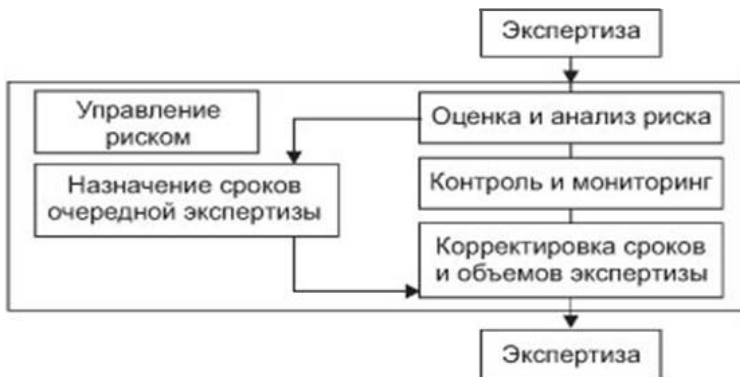 Экспертиза
Управление
риском
Оценка и анализ риска
Назначение сроков
очередной экспертизы
Контроль и мониторинг
Корректировка сроков
и объемов экспертизы
Экспертиза